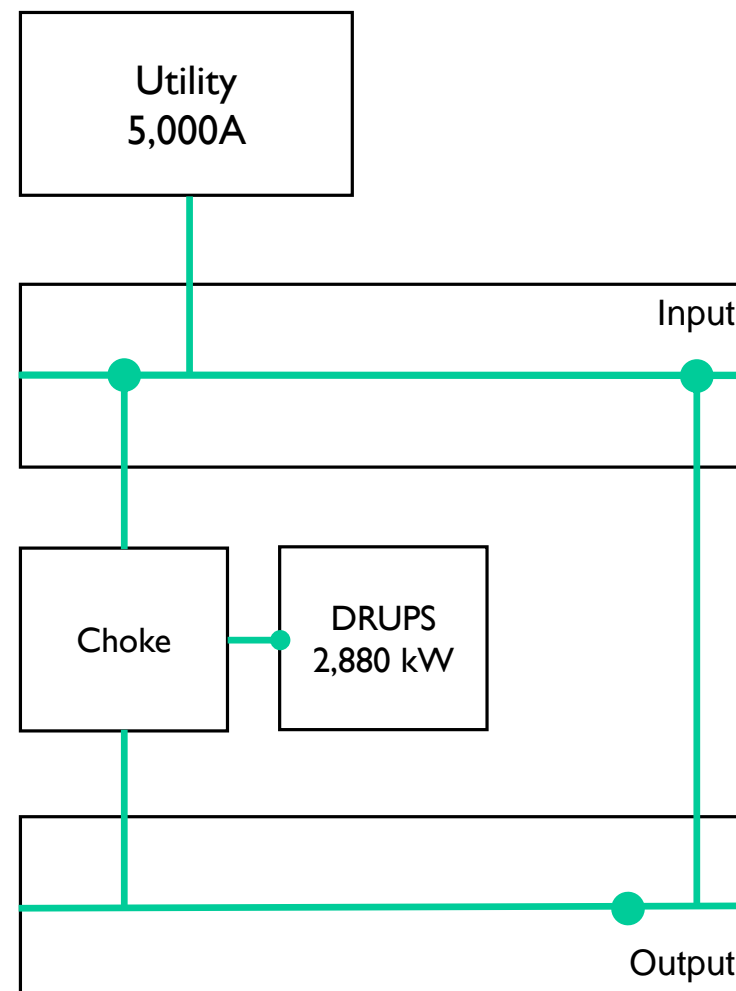 Utility
5,000A
Input
Choke
DRUPS
2,880 kW
Output